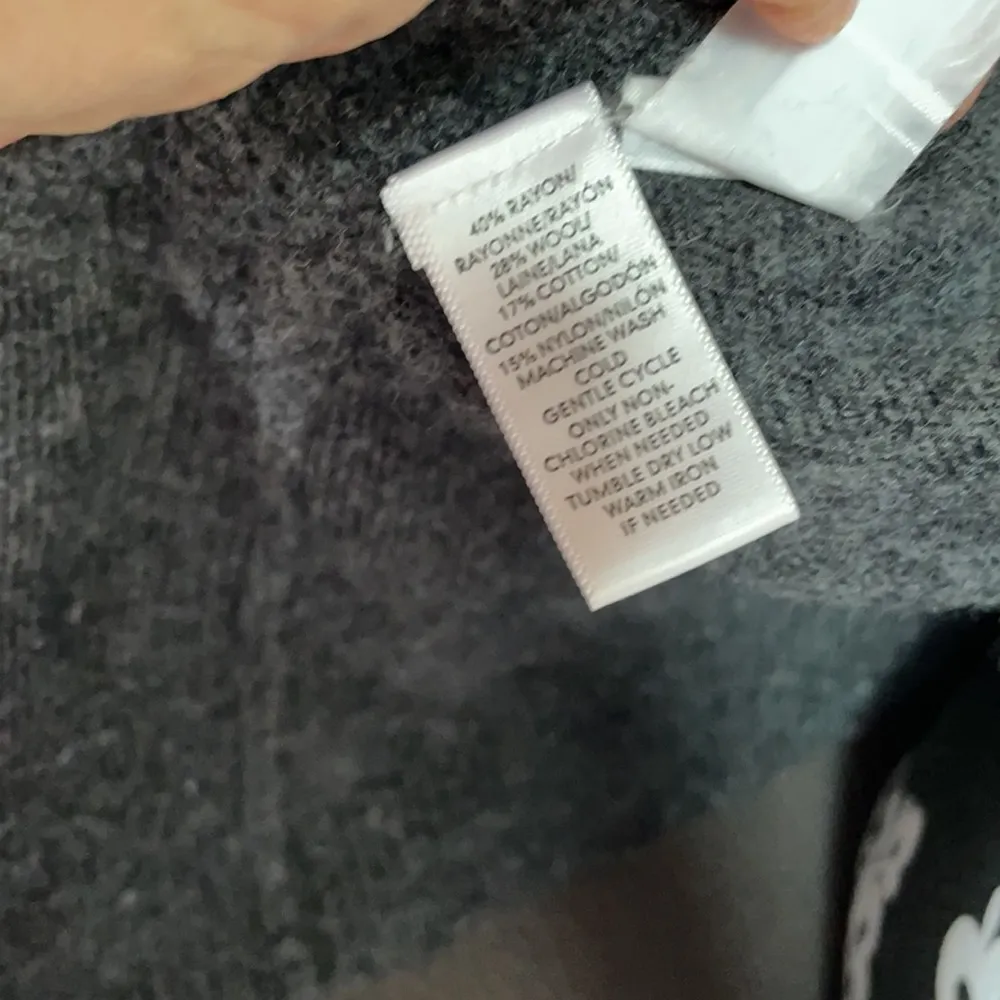 40% RAYON/
RAYONNE/RAYÓN
28% WOOL/
LAINE/LANA
17% COTTON/
COTON/ALGODÓN
15% NYLON/NILÓN
MACHINE WASH
COLD
GENTLE CYCLE
ONLY NON-
CHLORINE BLEACH
WHEN NEEDED
TUMBLE DRY LOW
WARM IRON
IF NEEDED